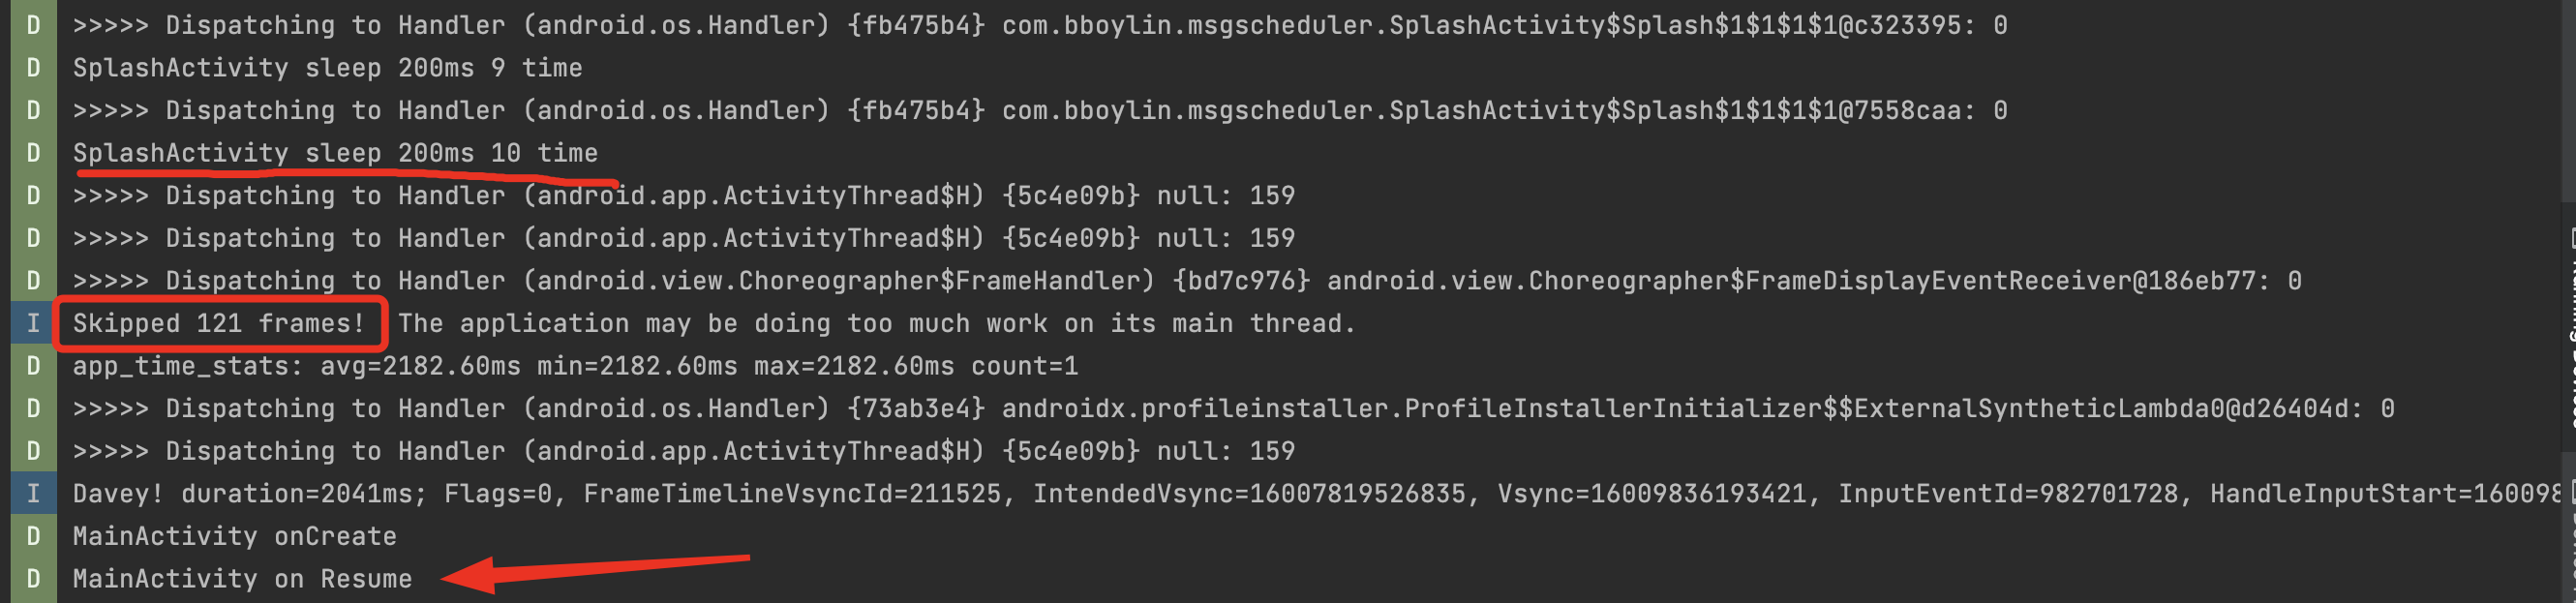 D >>>>> Dispatching to Handler (android.os.Handler) {fb475b4} com.bboylin.msgscheduler.SplashActivity$Splash$1$1$1$1@c323395: 0
D SplashActivity sleep 200ms 9 time
D >>>>> Dispatching to Handler (android.os.Handler) {fb475b4} com.bboylin.msgscheduler.SplashActivity$Splash$1$1$1$1@7558caa: 0
D SplashActivity sleep 200ms 10 time
D >>>>> Dispatching to Handler (android.app.ActivityThread$H) {5c4e09b} null: 159
D >>>>> Dispatching to Handler (android.app.ActivityThread$H) {5c4e09b} null: 159
D >>>>> Dispatching to Handler (android.view.Choreographer$FrameHandler) {bd7c976} android.view.Choreographer$FrameDisplayEventReceiver@186eb77: 0
I Skipped 121 frames! The application may be doing too much work on its main thread.
D app_time_stats: avg=2182.60ms min=2182.60ms max=2182.60ms count=1
D >>>>> Dispatching to Handler (android.os.Handler) {73ab3e4} androidx.profileinstaller.ProfileInstallerInitializer$$ExternalSyntheticLambda0@d26404d: 0
D >>>>> Dispatching to Handler (android.app.ActivityThread$H) {5c4e09b} null: 159
I Davey! duration=2041ms; Flags=0, FrameTimelineVsyncId=211525, IntendedVsync=16007819526835, Vsync=16009836193421, InputEventId=982701728, HandleInputStart=160098
D MainActivity onCreate
D MainActivity on Resume